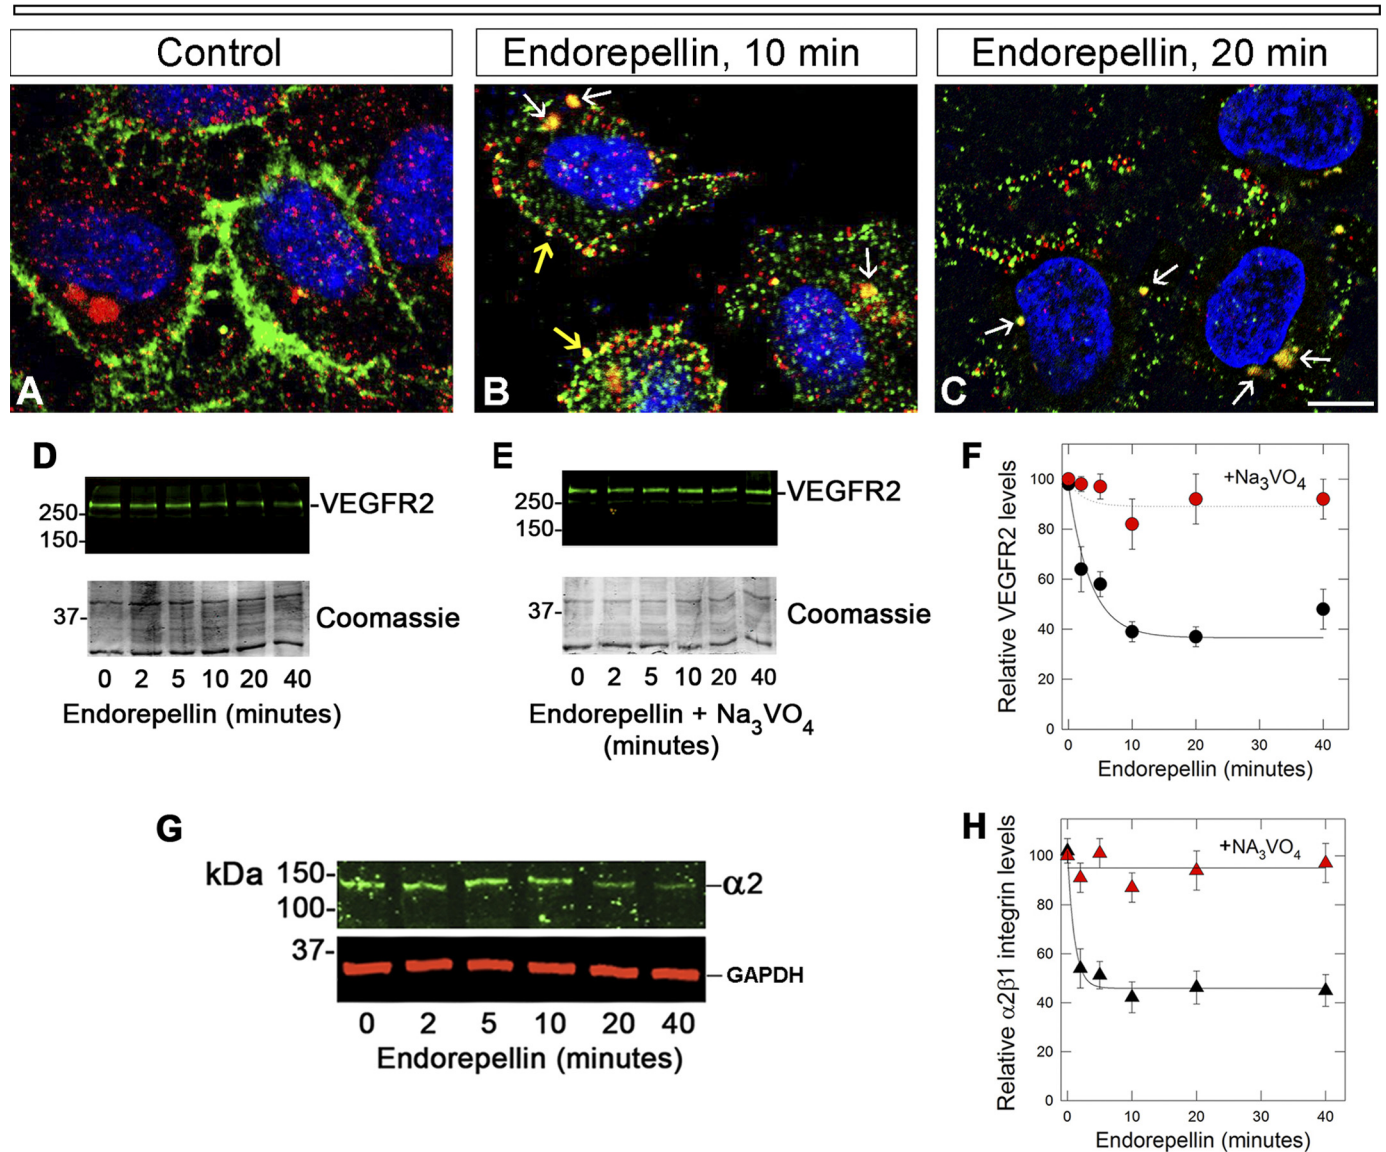 Control
Endorepellin, 10 min
Endorepellin, 20 min
A
B
C
D
250-
150-
-VEGFR2
37-
Coomassie
0 2 5 10 20 40
Endorepellin (minutes)
E
250-
150-
-VEGFR2
37-
Coomassie
0 2 5 10 20 40
Endorepellin + Na3VO4
(minutes)
F
Relative VEGFR2 levels
100
80
60
40
20
0
+Na3VO4
0 10 20 30 40
Endorepellin (minutes)
G
kDa
150-
100-
-α2
37-
-GAPDH
0 2 5 10 20 40
Endorepellin (minutes)
H
Relative α2β1 integrin levels
100
80
60
40
20
0
+NA3VO4
0 10 20 30 40
Endorepellin (minutes)